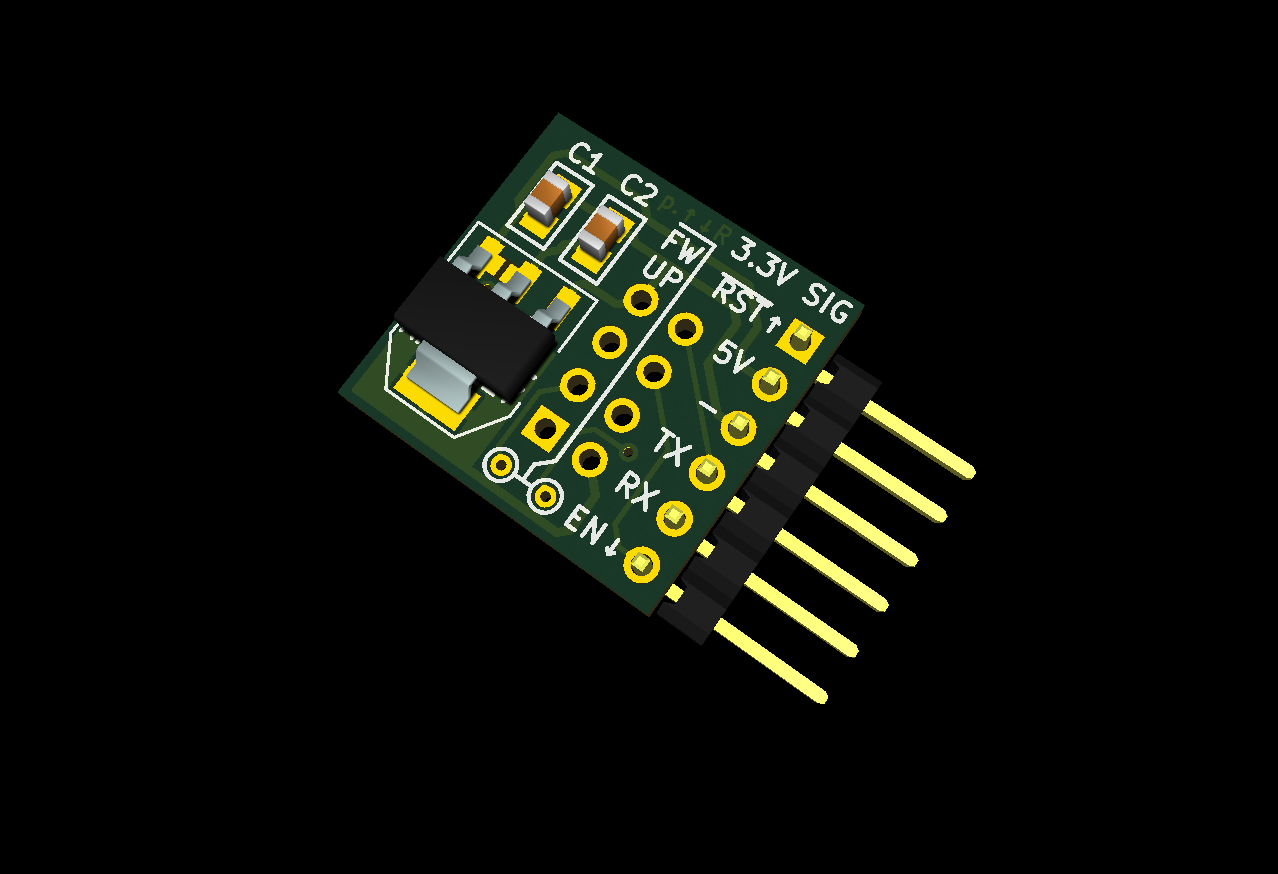 C1
C2
P.↑↓R
FW
UP
3.3V SIG
RST↑
5V
–
TX
RX
EN↓